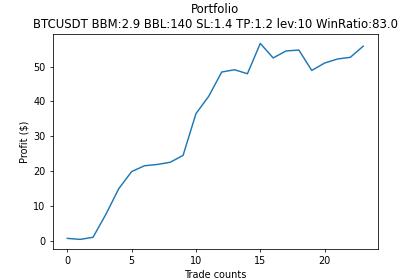 Portfolio
BTCUSDT BBM:2.9 BBL:140 SL:1.4 TP:1.2 lev:10 WinRatio:83.0
50
40
30
20
10
0
Profit ($)
0 5 10 15 20
Trade counts